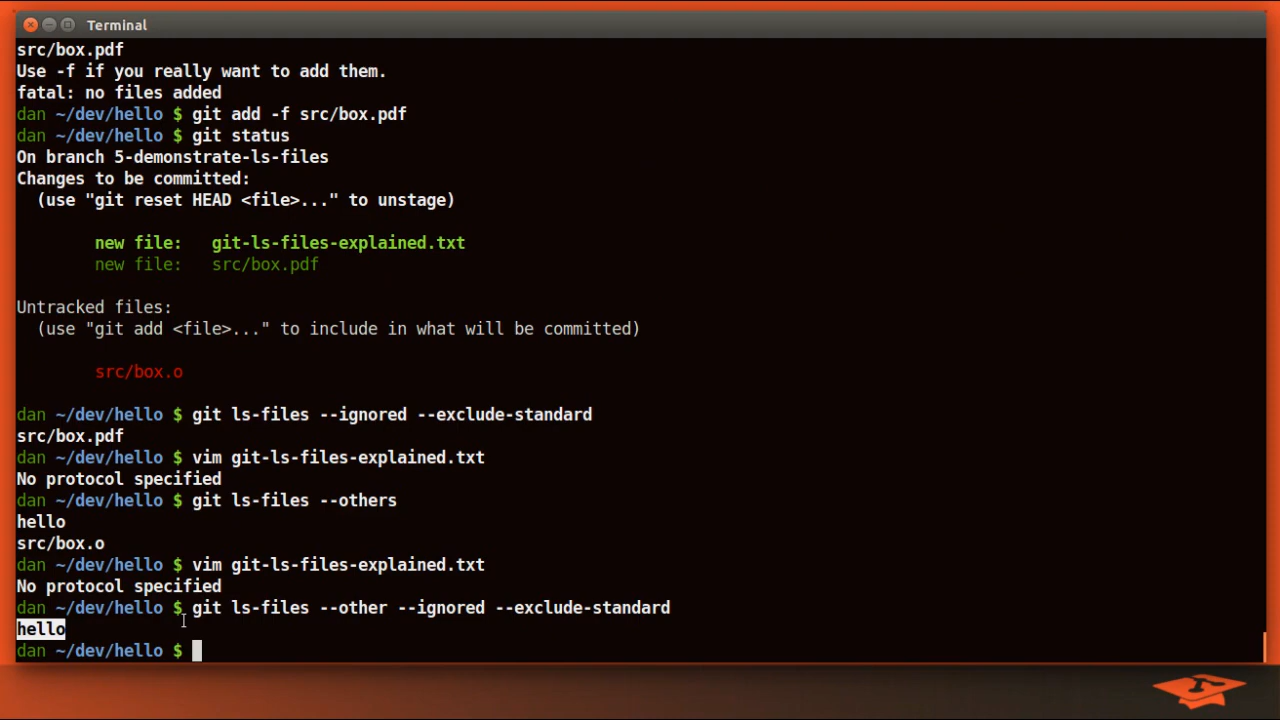 Terminal
src/box.pdf
Use -f if you really want to add them.
fatal: no files added
dan ~/dev/hello $ git add -f src/box.pdf
dan ~/dev/hello $ git status
On branch 5-demonstrate-ls-files
Changes to be committed:
  (use "git reset HEAD <file>..." to unstage)

        new file:   git-ls-files-explained.txt
        new file:   src/box.pdf

Untracked files:
  (use "git add <file>..." to include in what will be committed)

        src/box.o

dan ~/dev/hello $ git ls-files --ignored --exclude-standard
src/box.pdf
dan ~/dev/hello $ vim git-ls-files-explained.txt
No protocol specified
dan ~/dev/hello $ git ls-files --others
hello
src/box.o
dan ~/dev/hello $ vim git-ls-files-explained.txt
No protocol specified
dan ~/dev/hello $ git ls-files --other --ignored --exclude-standard
hello
dan ~/dev/hello $